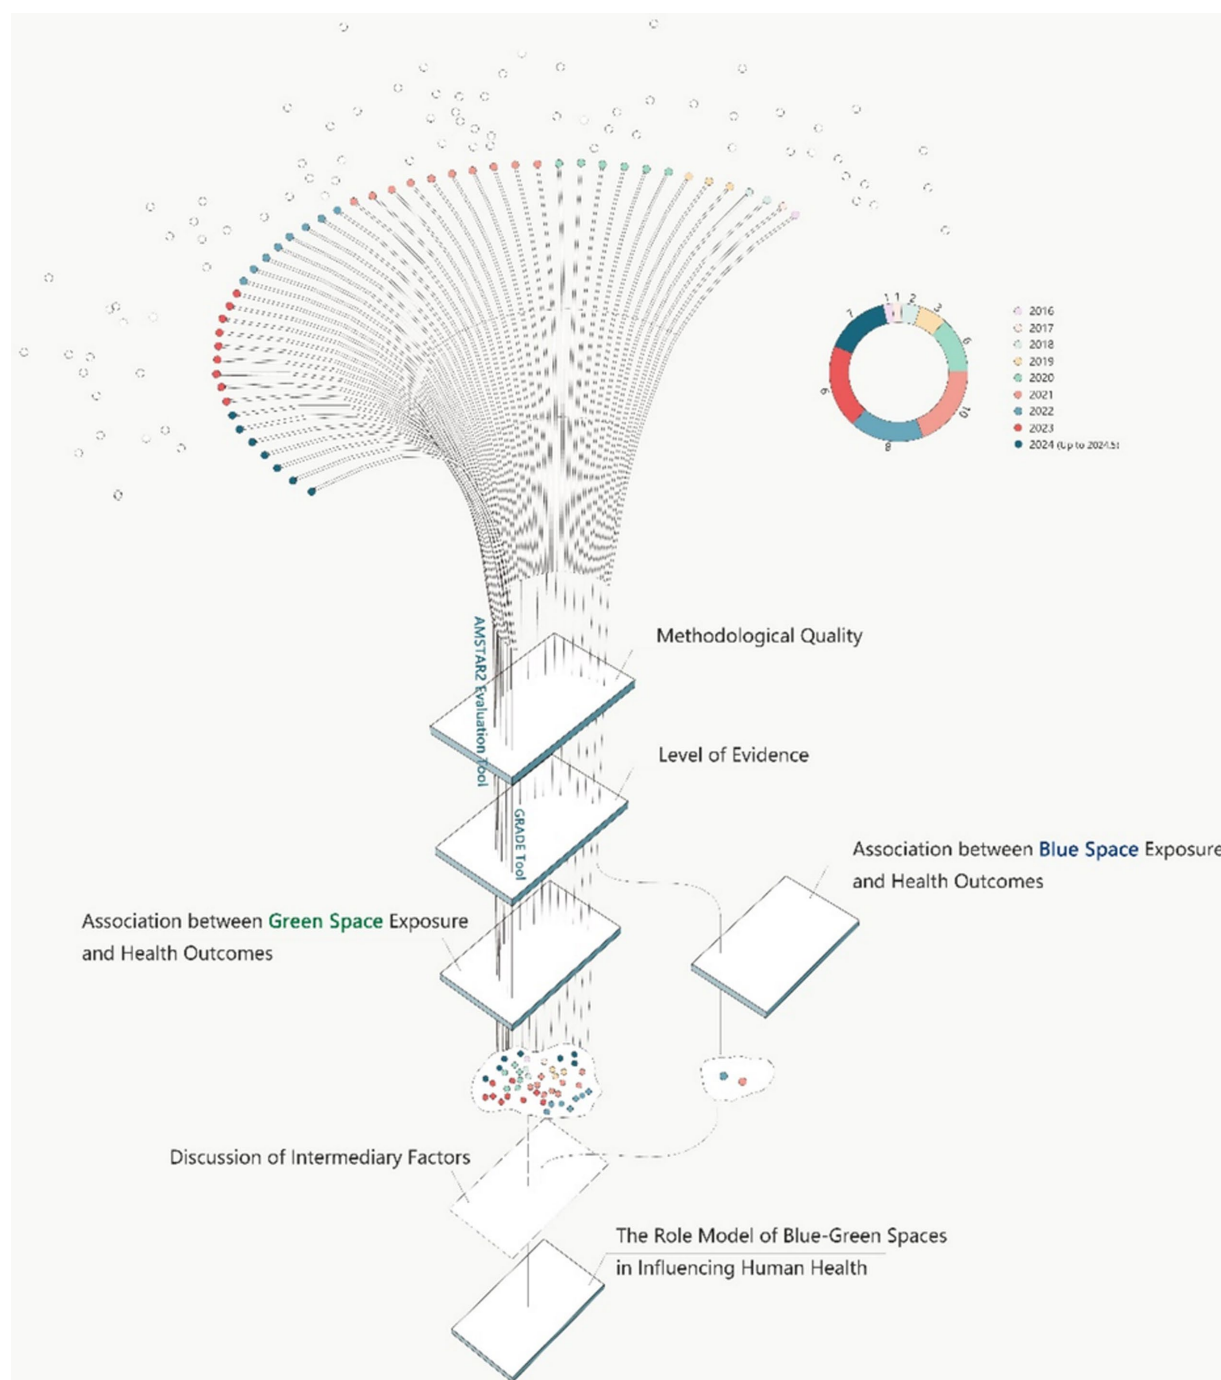 1
1
2
3
6
10
8
9
7
2016
2017
2018
2019
2020
2021
2022
2023
2024 (Up to 2024.5)
AMSTAR2 Evaluation Tool
Methodological Quality
Level of Evidence
GRADE Tool
Association between Blue Space Exposure
and Health Outcomes
Association between Green Space Exposure
and Health Outcomes
Discussion of Intermediary Factors
The Role Model of Blue-Green Spaces
in Influencing Human Health